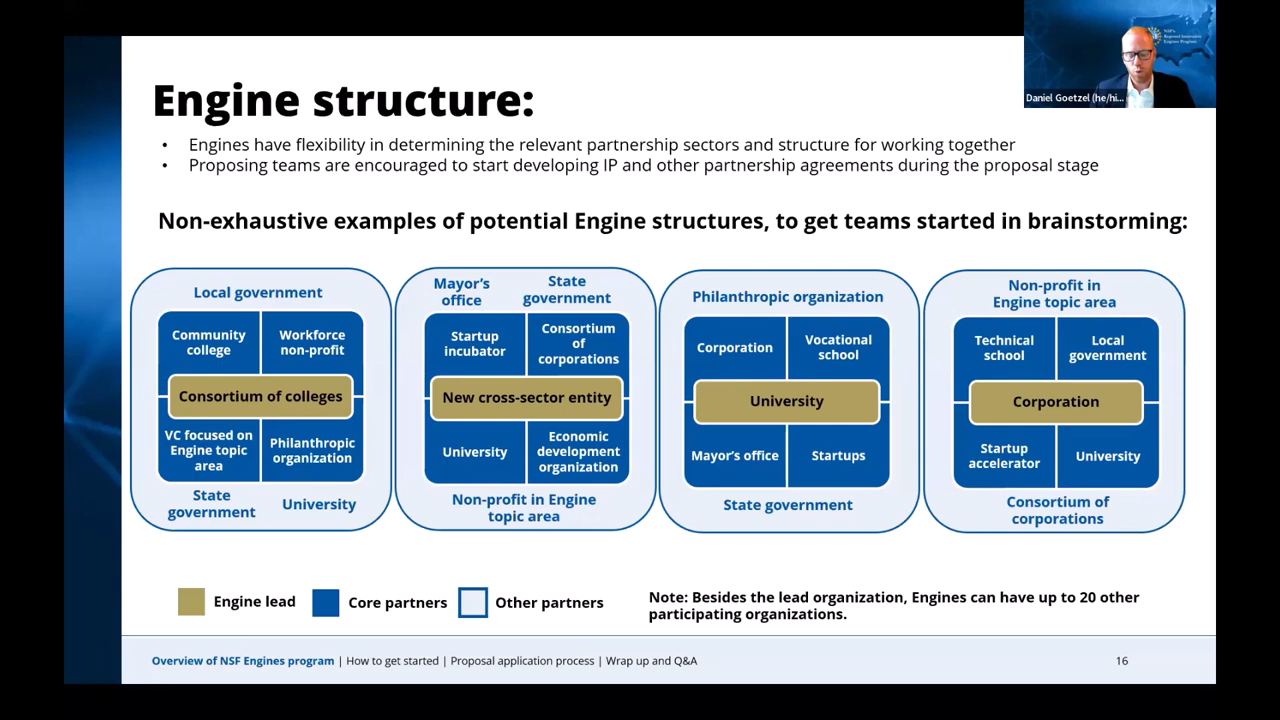 NSF's
Regional Innovation
Engines Program
Daniel Goetzel (he/hi...
Engine structure:
• Engines have flexibility in determining the relevant partnership sectors and structure for working together
• Proposing teams are encouraged to start developing IP and other partnership agreements during the proposal stage
Non-exhaustive examples of potential Engine structures, to get teams started in brainstorming:
Local government
Community
college
Workforce
non-profit
Consortium of colleges
VC focused on
Engine topic
area
Philanthropic
organization
State
government
University
Mayor's
office
State
government
Startup
incubator
Consortium
of
corporations
New cross-sector entity
University
Economic
development
organization
Non-profit in Engine
topic area
Philanthropic organization
Corporation
Vocational
school
University
Mayor's office
Startups
State government
Non-profit in
Engine topic area
Technical
school
Local
government
Corporation
Startup
accelerator
University
Consortium of
corporations
Engine lead
Core partners
Other partners
Note: Besides the lead organization, Engines can have up to 20 other
participating organizations.
Overview of NSF Engines program | How to get started | Proposal application process | Wrap up and Q&A
16